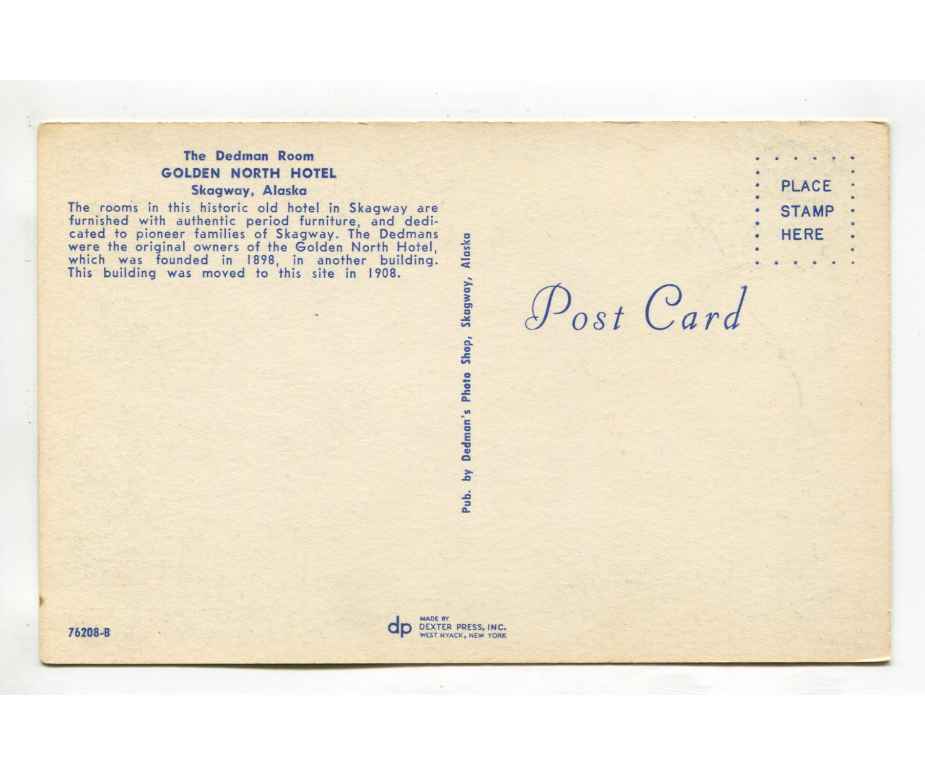 The Dedman Room
GOLDEN NORTH HOTEL
Skagway, Alaska
The rooms in this historic old hotel in Skagway are
furnished with authentic period furniture, and dedi-
cated to pioneer families of Skagway. The Dedmans
were the original owners of the Golden North Hotel,
which was founded in 1898, in another building.
This building was moved to this site in 1908.
Pub. by Dedman's Photo Shop, Skagway, Alaska
PLACE
STAMP
HERE
Post Card
76208-B
dp
MADE BY
DEXTER PRESS, INC.
WEST NYACK, NEW YORK